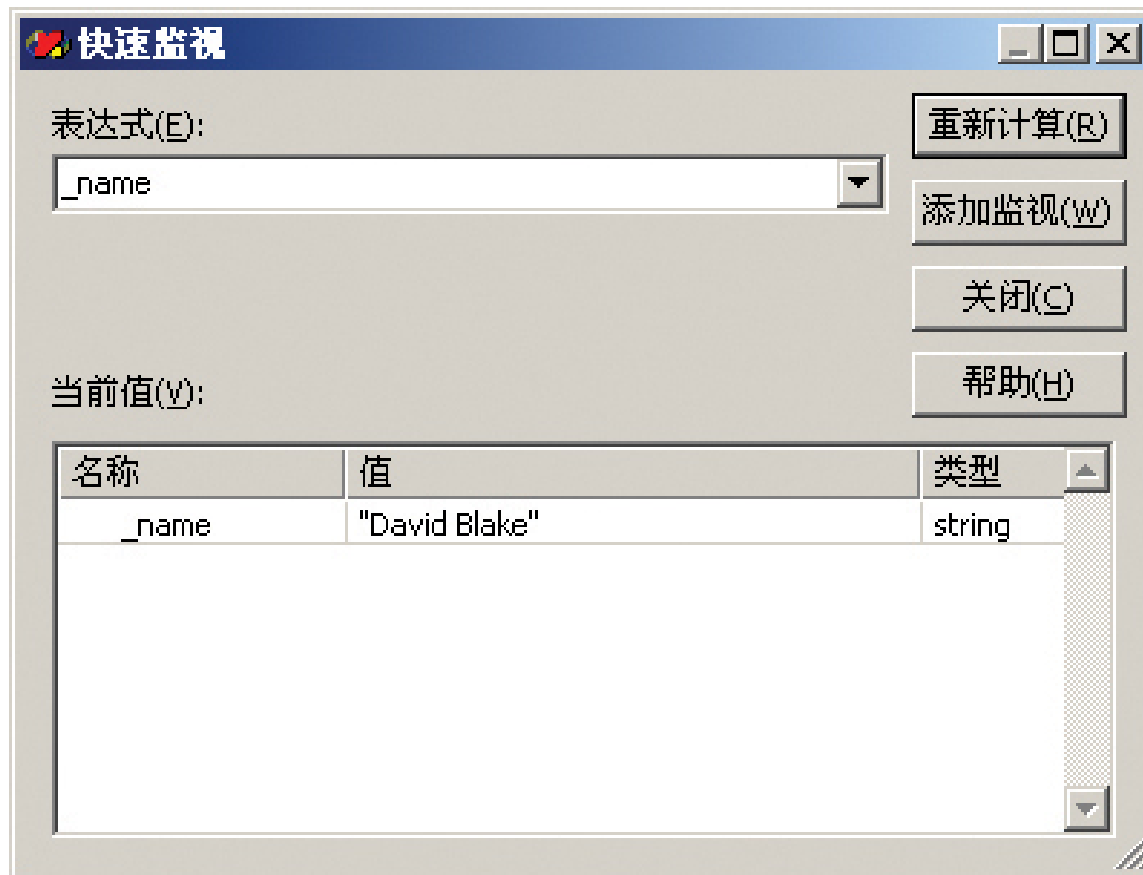 快速监视
表达式(E):
_name
重新计算(R)
添加监视(W)
关闭(C)
帮助(H)
当前值(V):
名称 值 类型
_name "David Blake" string